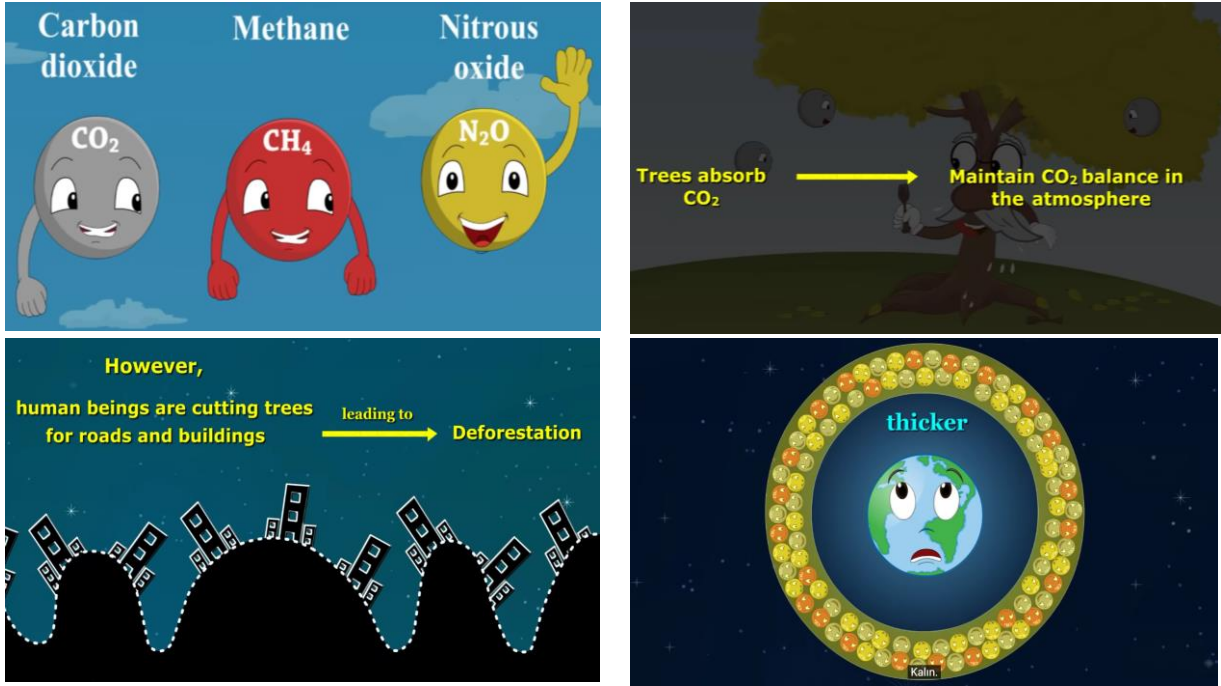 Carbon
dioxide
Methane
Nitrous
oxide
CO₂
CH₄
N₂O
Trees absorb
CO₂
Maintain CO₂ balance in
the atmosphere
However,
human beings are cutting trees
for roads and buildings
leading to
Deforestation
thicker
Kalın.